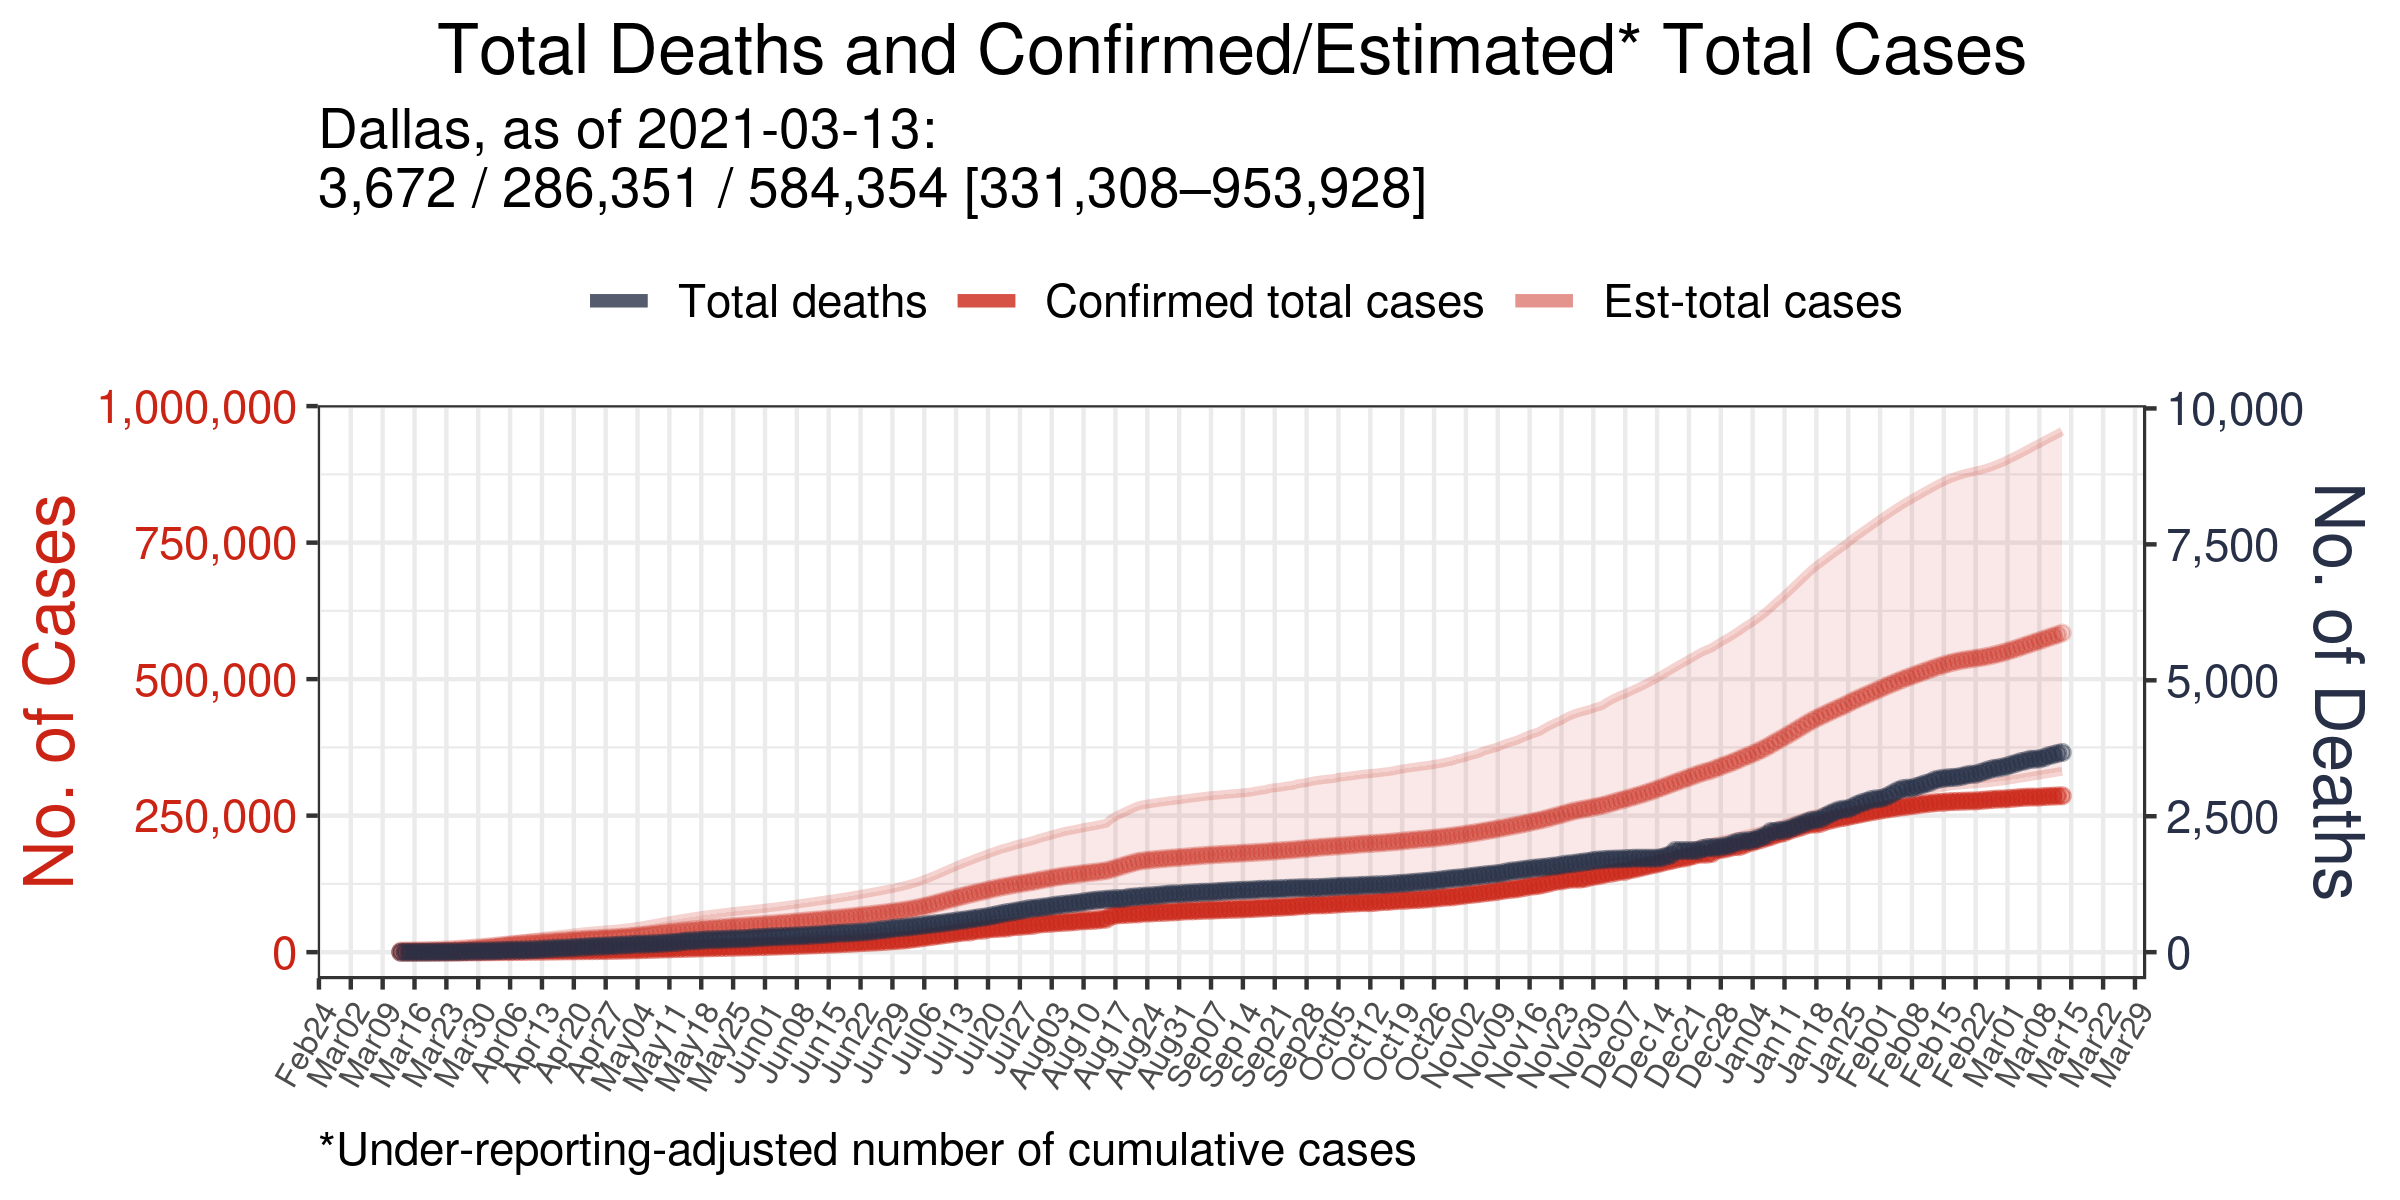 Total Deaths and Confirmed/Estimated* Total Cases
Dallas, as of 2021-03-13:
3,672 / 286,351 / 584,354 [331,308–953,928]
Total deaths Confirmed total cases Est-total cases
No. of Cases
1,000,000
750,000
500,000
250,000
0
10,000
7,500
5,000
2,500
0
No. of Deaths
Feb24
Mar02
Mar09
Mar16
Mar23
Mar30
Apr06
Apr13
Apr20
Apr27
May04
May11
May18
May25
Jun01
Jun08
Jun15
Jun22
Jun29
Jul06
Jul13
Jul20
Jul27
Aug03
Aug10
Aug17
Aug24
Aug31
Sep07
Sep14
Sep21
Sep28
Oct05
Oct12
Oct19
Oct26
Nov02
Nov09
Nov16
Nov23
Nov30
Dec07
Dec14
Dec21
Dec28
Jan04
Jan11
Jan18
Jan25
Feb01
Feb08
Feb15
Feb22
Mar01
Mar08
Mar15
Mar22
Mar29
*Under-reporting-adjusted number of cumulative cases